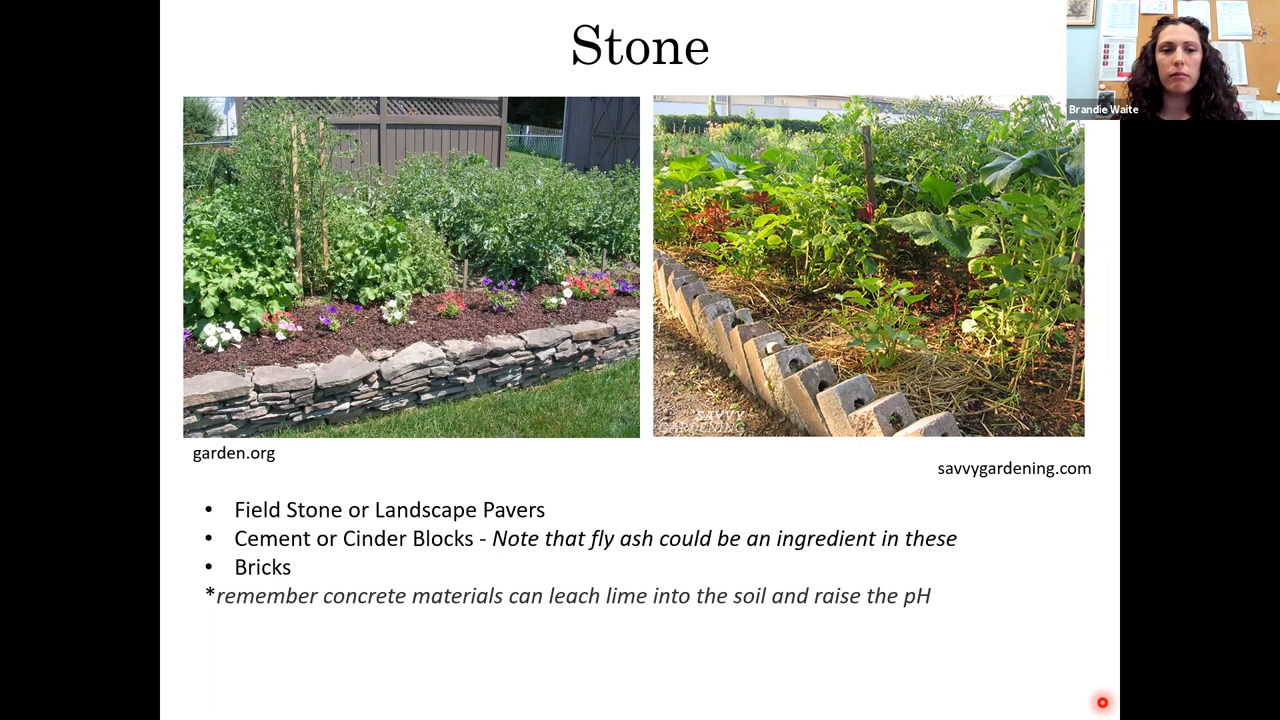 Stone
Brandie Waite
SAVVY
GARDENING
garden.org
savvygardening.com
• Field Stone or Landscape Pavers
• Cement or Cinder Blocks - Note that fly ash could be an ingredient in these
• Bricks
*remember concrete materials can leach lime into the soil and raise the pH